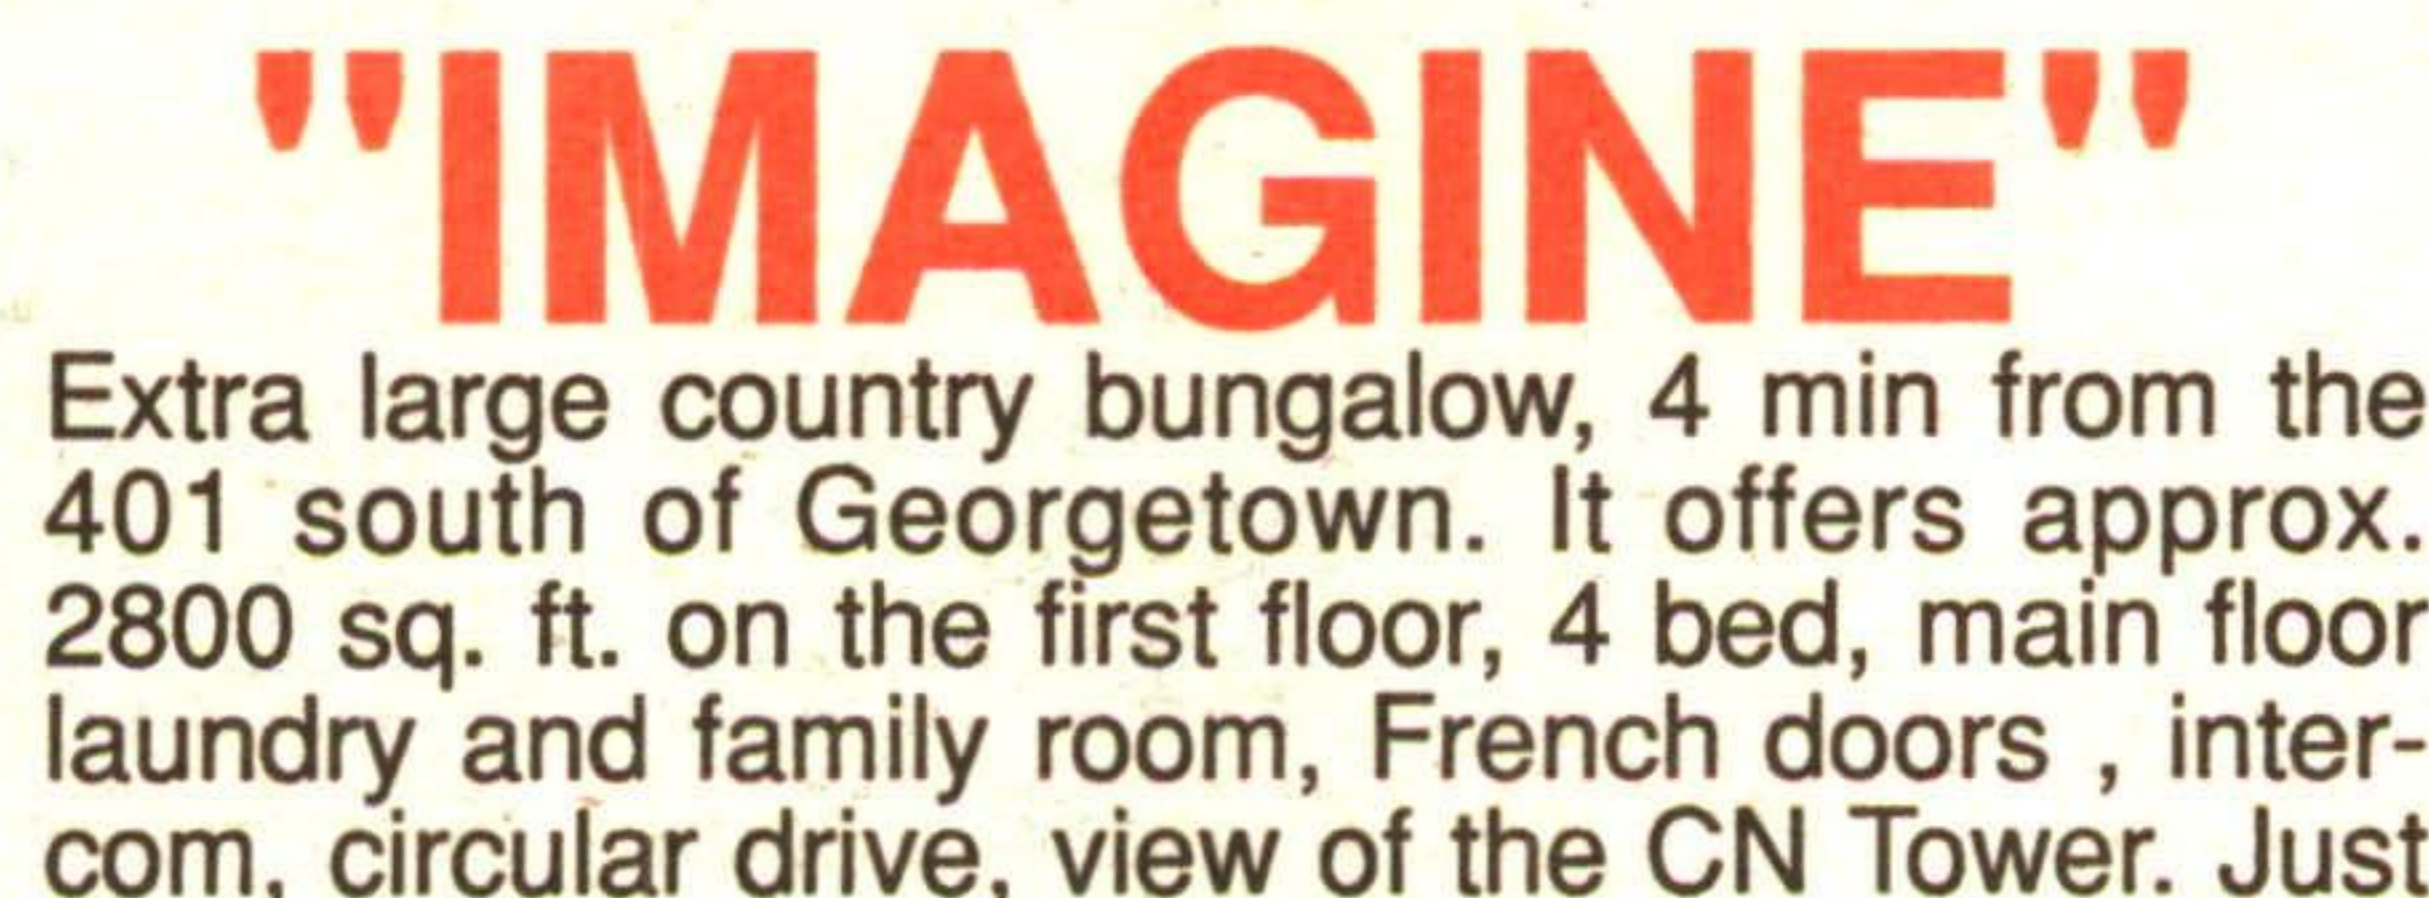 "IMAGINE"
Extra large country bungalow, 4 min from the
401 south of Georgetown. It offers approx.
2800 sq. ft. on the first floor, 4 bed, main floor
laundry and family room, French doors , inter-
com, circular drive, view of the CN Tower. Just